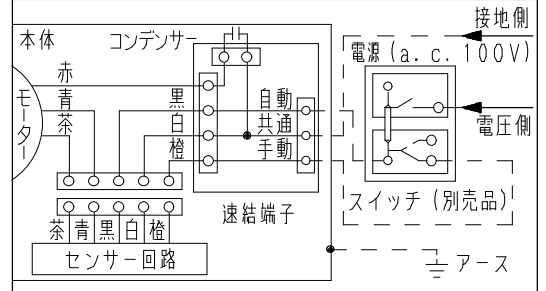 接地側
本体
コンデンサー
電源(a.c.100V)
赤
モーター
青
茶
黒
白
橙
自動
共通
手動
電圧側
速結端子
スイッチ(別売品)
茶青黒白橙
センサー回路
アース